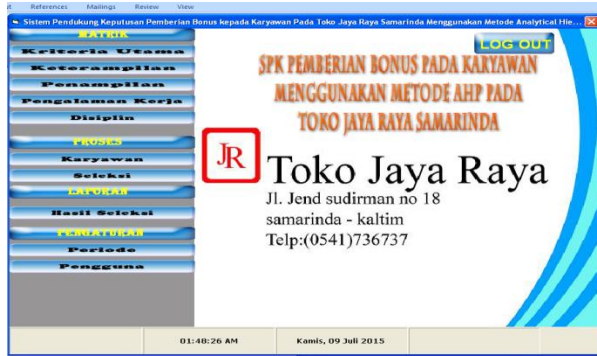 References Mailings Review View
Sistem Pendukung Keputusan Pemberian Bonus kepada Karyawan Pada Toko Jaya Raya Samarinda Menggunakan Metode Analytical Hie...
MATRIK
Kriteria Utama
Keterampilan
Penampilan
Pengalaman Kerja
Disiplin
PROSES
Karyawan
Seleksi
LAPORAN
Hasil Seleksi
PENGATURAN
Periode
Pengguna
LOG OUT
SPK PEMBERIAN BONUS PADA KARYAWAN
MENGGUNAKAN METODE AHP PADA
TOKO JAYA RAYA SAMARINDA
JR
Toko Jaya Raya
Jl. Jend sudirman no 18
samarinda - kaltim
Telp:(0541)736737
01:48:26 AM
Kamis, 09 Juli 2015